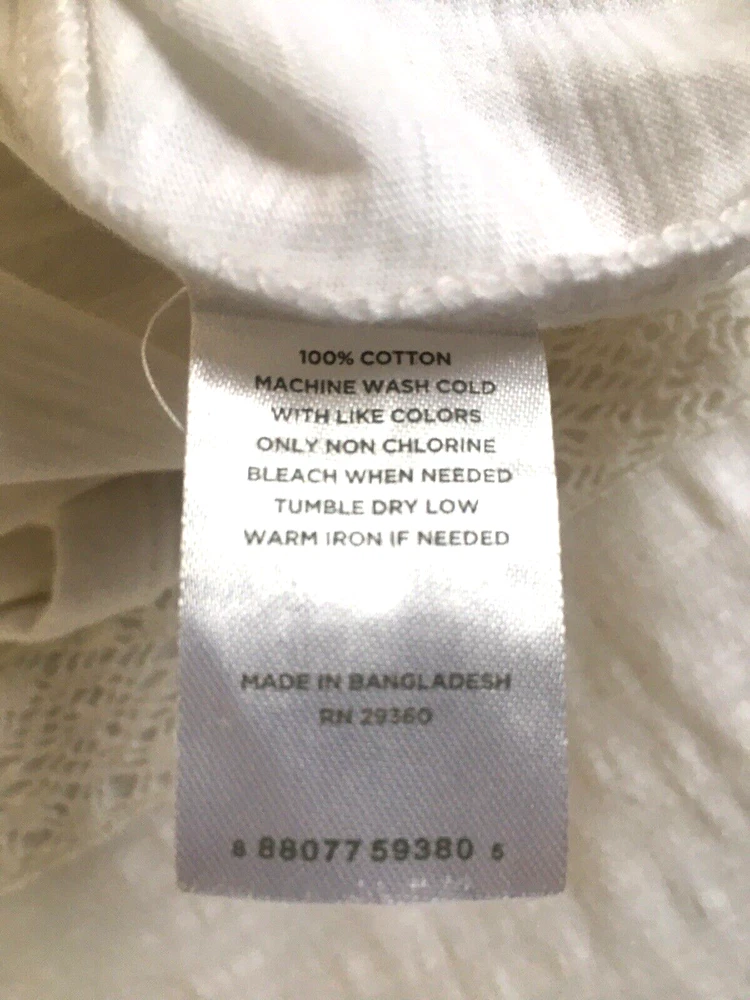 100% COTTON
MACHINE WASH COLD
WITH LIKE COLORS
ONLY NON CHLORINE
BLEACH WHEN NEEDED
TUMBLE DRY LOW
WARM IRON IF NEEDED
MADE IN BANGLADESH
RN 29360
8 88077 59380 5